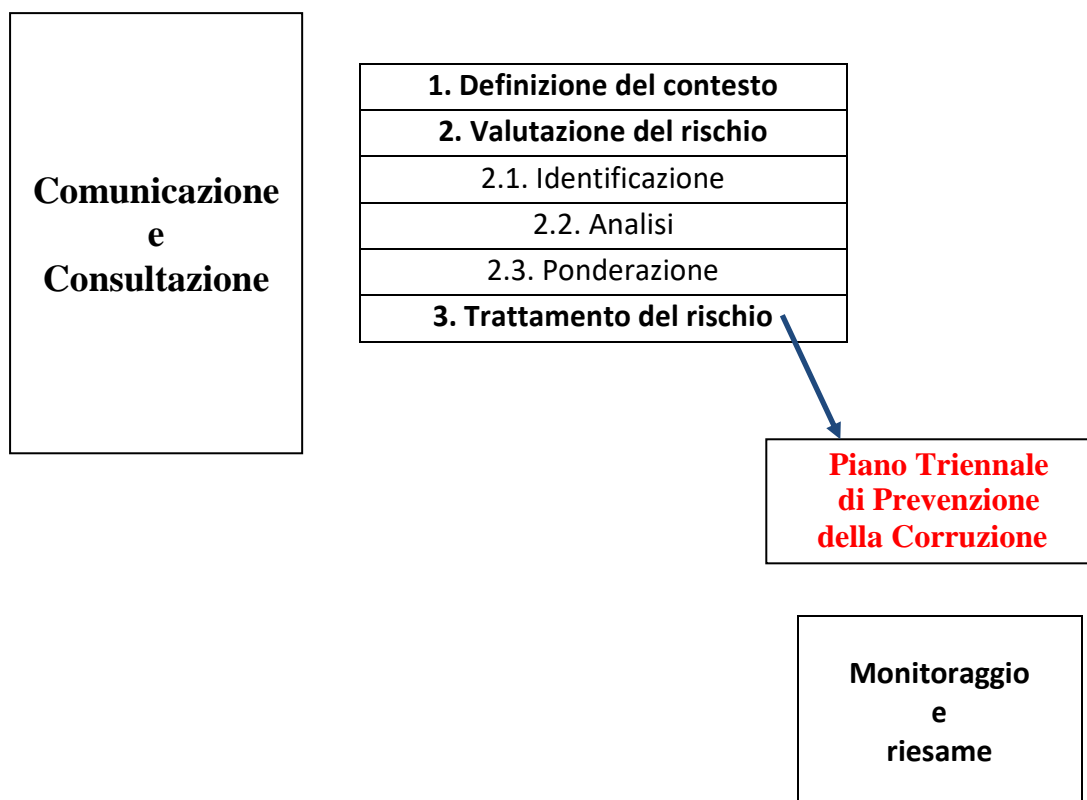 Comunicazione
e
Consultazione
1. Definizione del contesto
2. Valutazione del rischio
2.1. Identificazione
2.2. Analisi
2.3. Ponderazione
3. Trattamento del rischio
Piano Triennale
di Prevenzione
della Corruzione
Monitoraggio
e
riesame